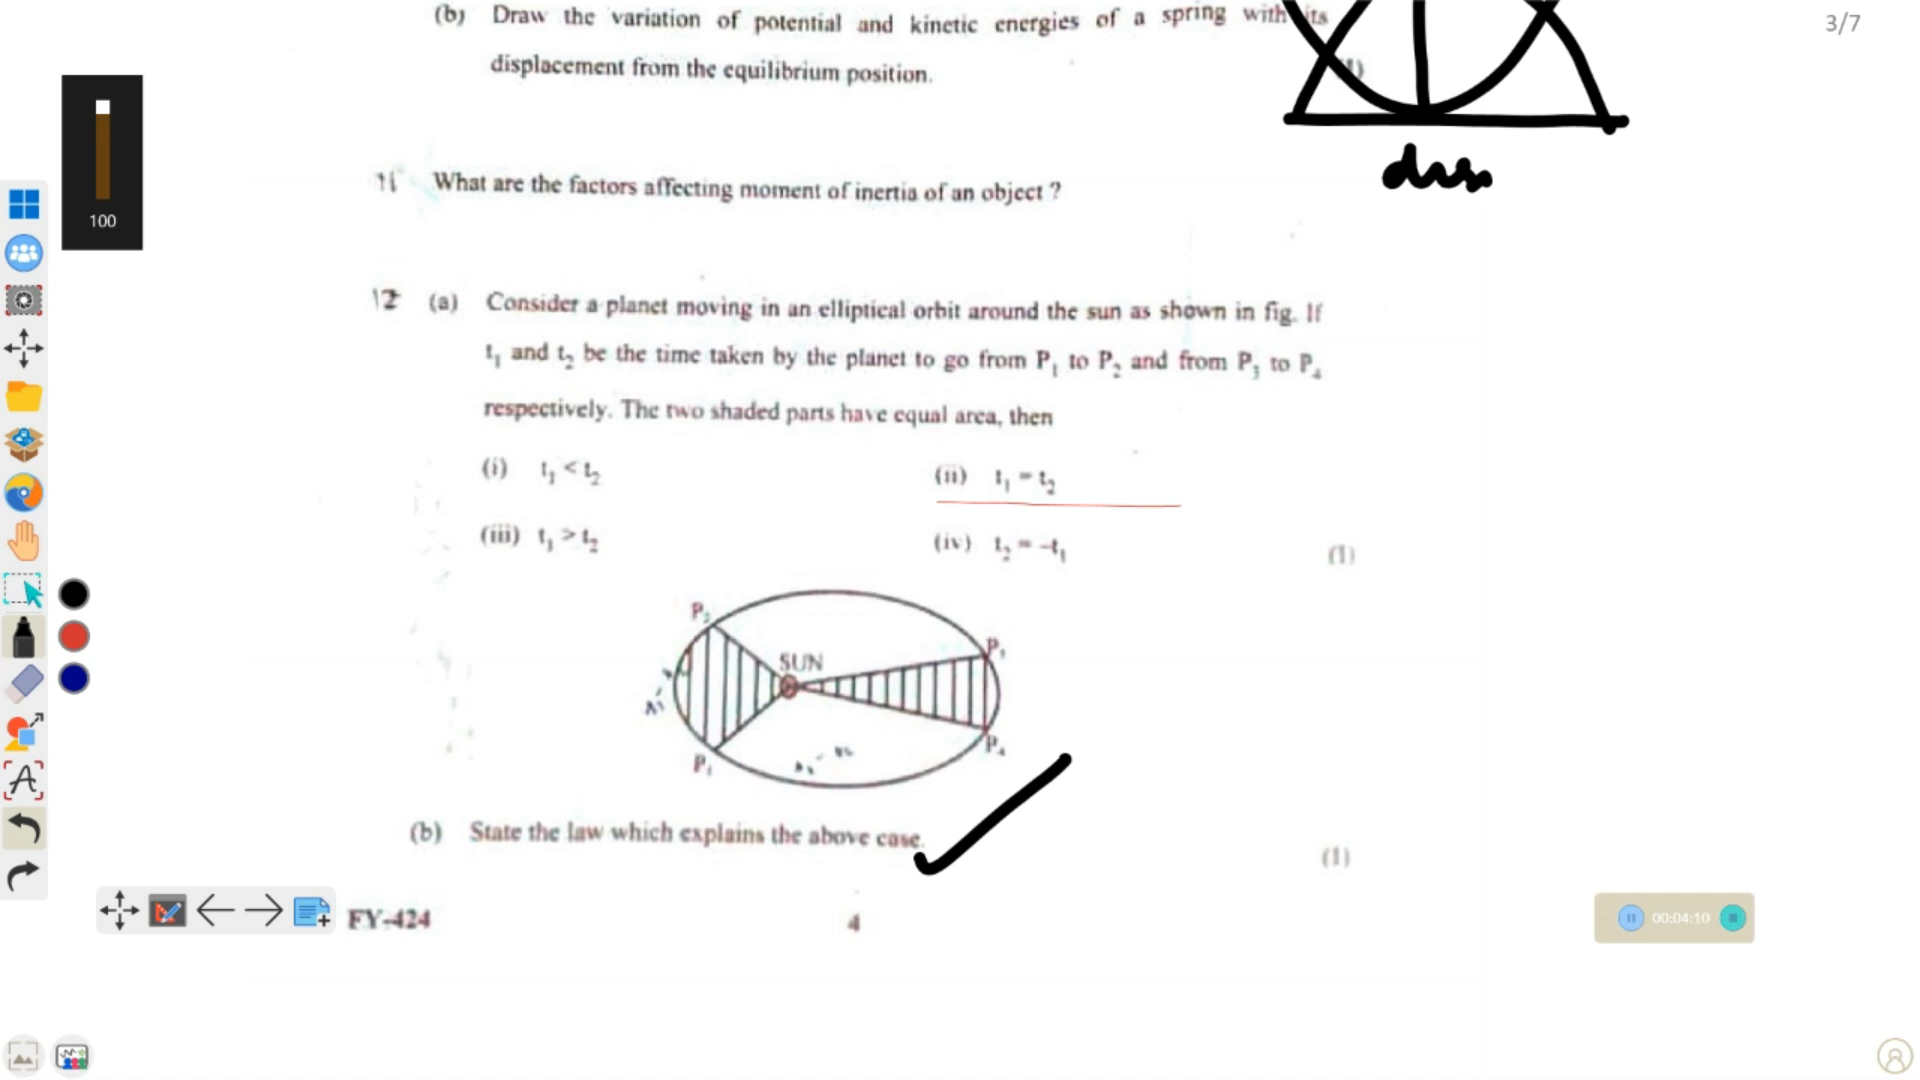 3/7
(b) Draw the variation of potential and kinetic energies of a spring with its
displacement from the equilibrium position.
100
11 What are the factors affecting moment of inertia of an object ?
12 (a) Consider a planet moving in an elliptical orbit around the sun as shown in fig. If
t₁ and t₂ be the time taken by the planet to go from P₁ to P₂ and from P₃ to P₄
respectively. The two shaded parts have equal area, then
(i) t₁ < t₂ (ii) t₁ = t₂
(iii) t₁ > t₂ (iv) t₂ = -t₁ (1)
P₂
SUN
P₃
P₁
P₄
(b) State the law which explains the above case. (1)
FY-424
4
00:04:10